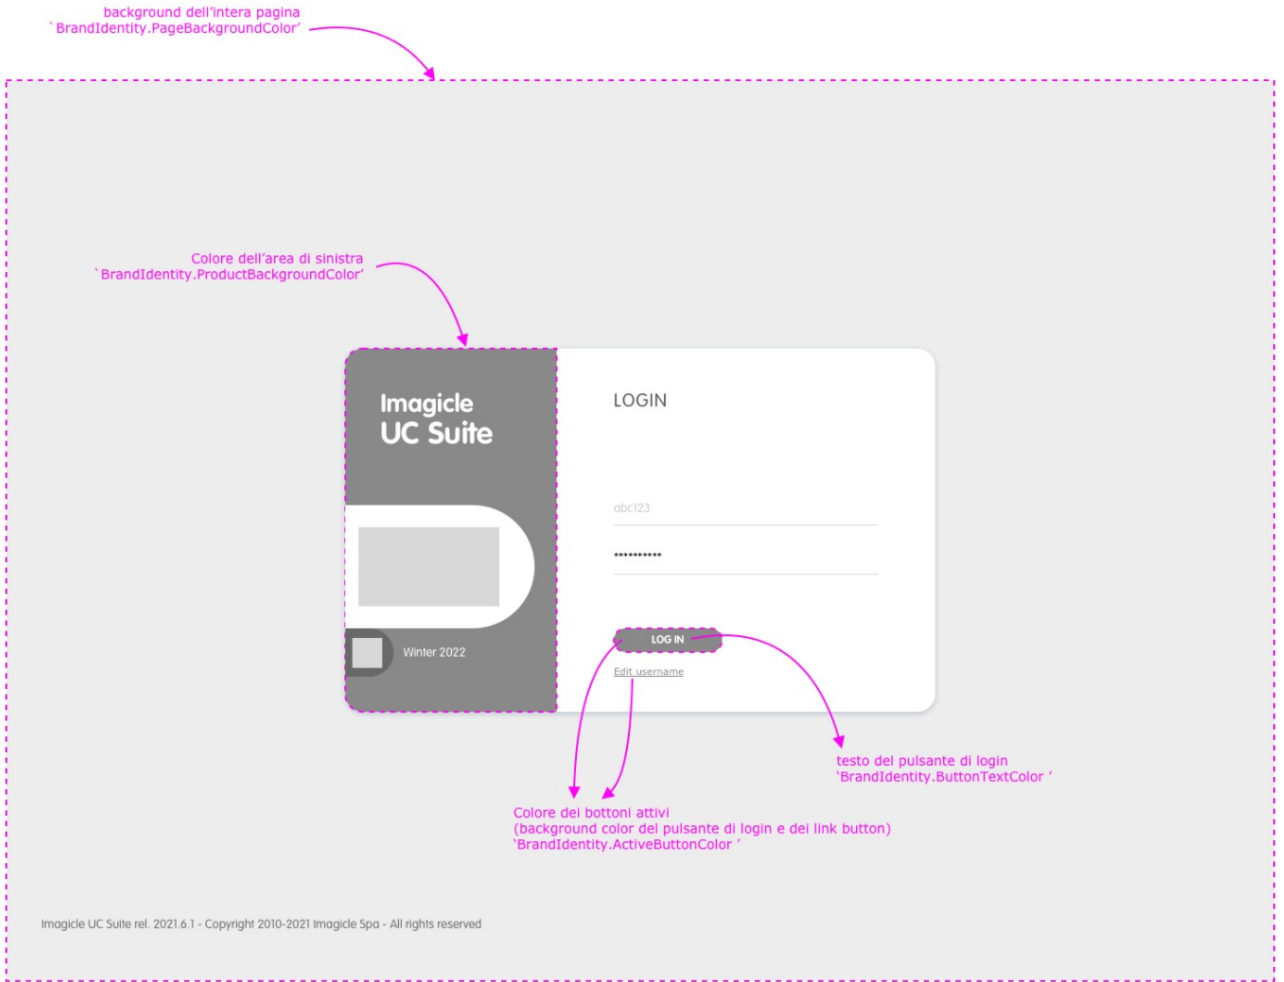 background dell'intera pagina
`BrandIdentity.PageBackgroundColor'
Colore dell'area di sinistra
`BrandIdentity.ProductBackgroundColor'
Imagicle
UC Suite
LOGIN
abc123
**********
LOG IN
Winter 2022
Edit username
testo del pulsante di login
`BrandIdentity.ButtonTextColor '
Colore dei bottoni attivi
(background color del pulsante di login e dei link button)
`BrandIdentity.ActiveButtonColor '
Imagicle UC Suite rel. 2021.6.1 - Copyright 2010-2021 Imagicle Spa - All rights reserved